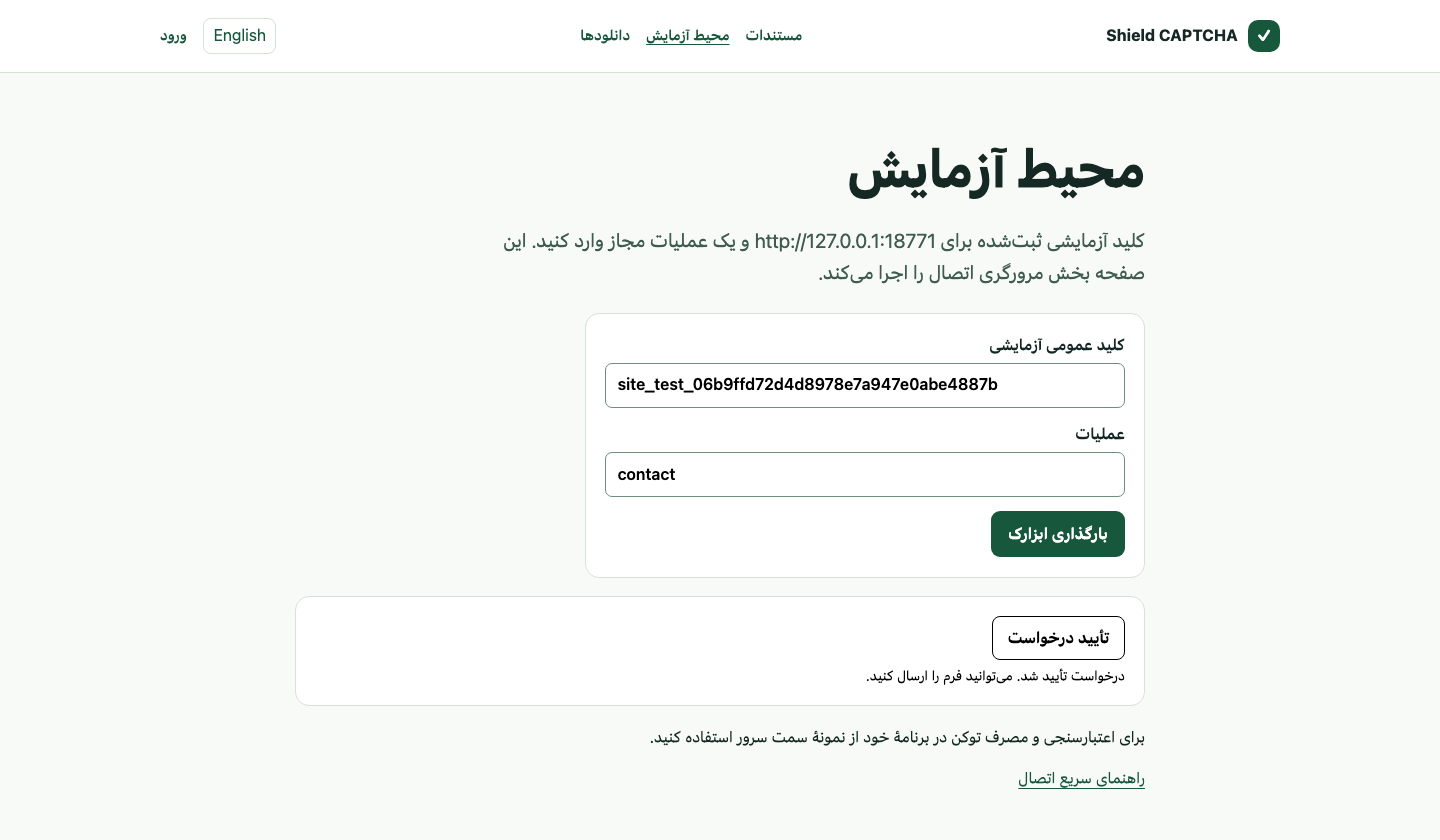 Shield CAPTCHA
مستندات
محیط آزمایش
دانلودها
English
ورود
محیط آزمایش
کلید آزمایشی ثبت‌شده برای http://127.0.0.1:18771 و یک عملیات مجاز وارد کنید. این
صفحه بخش مرورگری اتصال را اجرا می‌کند.
کلید عمومی آزمایشی
site_test_06b9ffd72d4d8978e7a947e0abe4887b
عملیات
contact
بارگذاری ابزارک
تأیید درخواست
درخواست تأیید شد. می‌توانید فرم را ارسال کنید.
برای اعتبارسنجی و مصرف توکن در برنامهٔ خود از نمونهٔ سمت سرور استفاده کنید.
راهنمای سریع اتصال